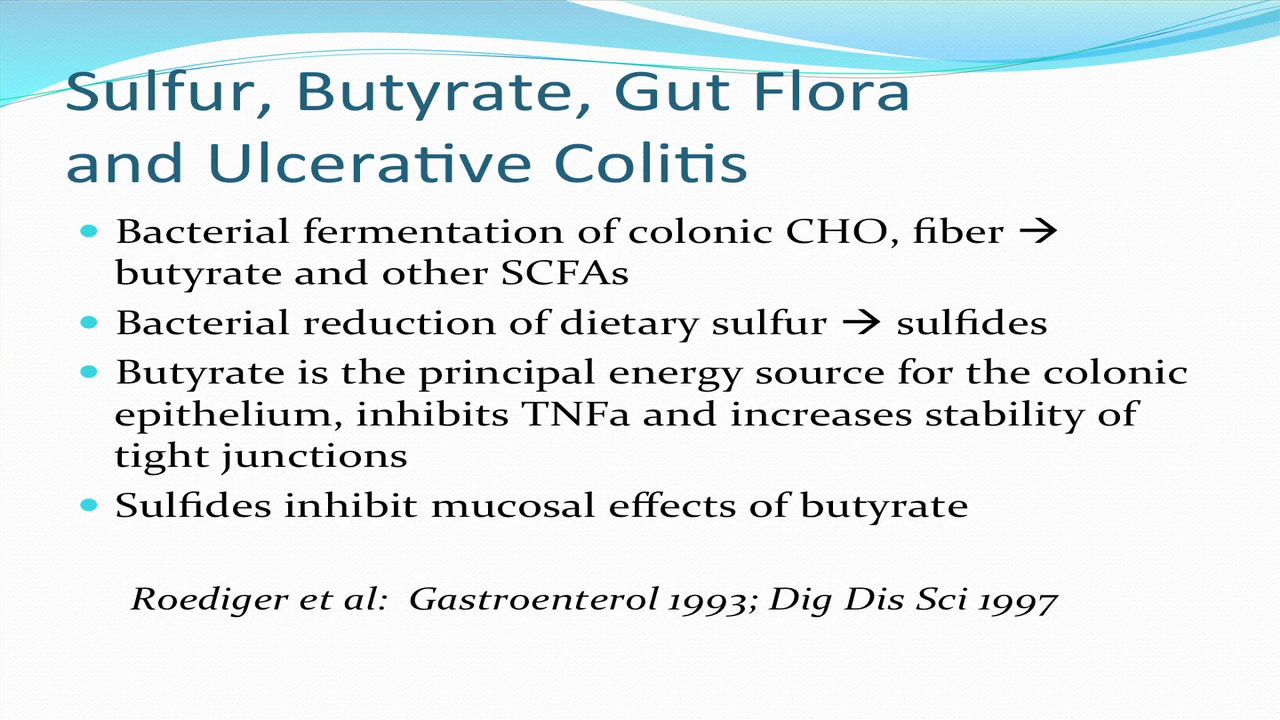 Sulfur, Butyrate, Gut Flora
and Ulcerative Colitis
• Bacterial fermentation of colonic CHO, fiber →
butyrate and other SCFAs
• Bacterial reduction of dietary sulfur → sulfides
• Butyrate is the principal energy source for the colonic
epithelium, inhibits TNFa and increases stability of
tight junctions
• Sulfides inhibit mucosal effects of butyrate
Roediger et al: Gastroenterol 1993; Dig Dis Sci 1997